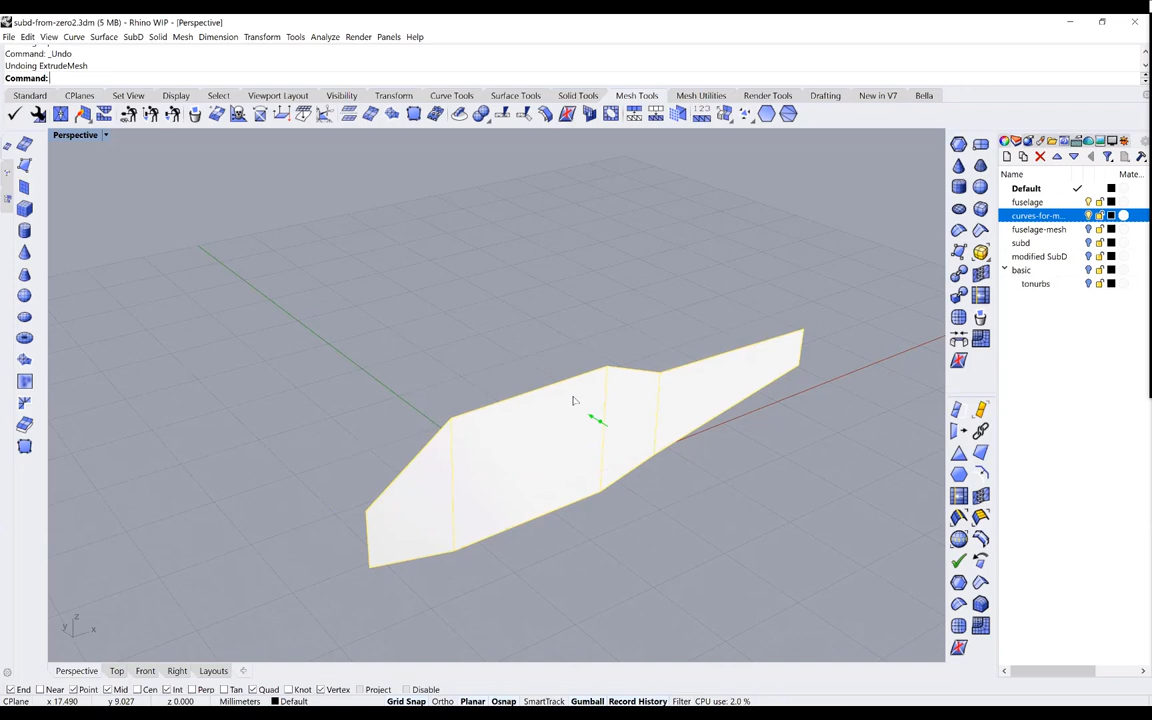 subd-from-zero2.3dm (5 MB) - Rhino WIP - [Perspective]
File Edit View Curve Surface SubD Solid Mesh Dimension Transform Tools Analyze Render Panels Help
Command: _Undo
Undoing ExtrudeMesh
Command:
Standard CPlanes Set View Display Select Viewport Layout Visibility Transform Curve Tools Surface Tools Solid Tools Mesh Tools Mesh Utilities Render Tools Drafting New in V7 Bella
Perspective
Name Mate...
Default
fuselage
curves-for-m...
fuselage-mesh
subd
modified SubD
basic
tonurbs
z
y x
Perspective Top Front Right Layouts
End Near Point Mid Cen Int Perp Tan Quad Knot Vertex Project Disable
CPlane x 17.490 y 9.027 z 0.000 Millimeters Default Grid Snap Ortho Planar Osnap SmartTrack Gumball Record History Filter CPU use: 2.0 %